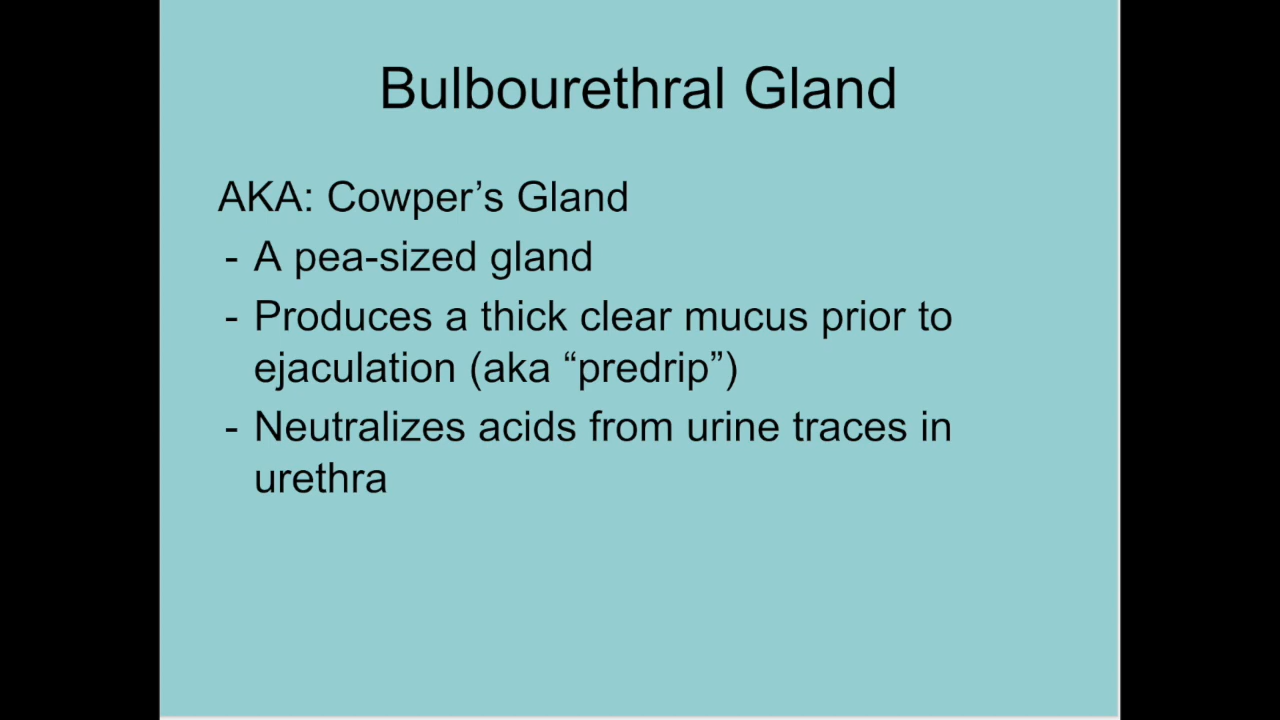 Bulbourethral Gland
AKA: Cowper’s Gland
- A pea-sized gland
- Produces a thick clear mucus prior to
ejaculation (aka “predrip”)
- Neutralizes acids from urine traces in
urethra